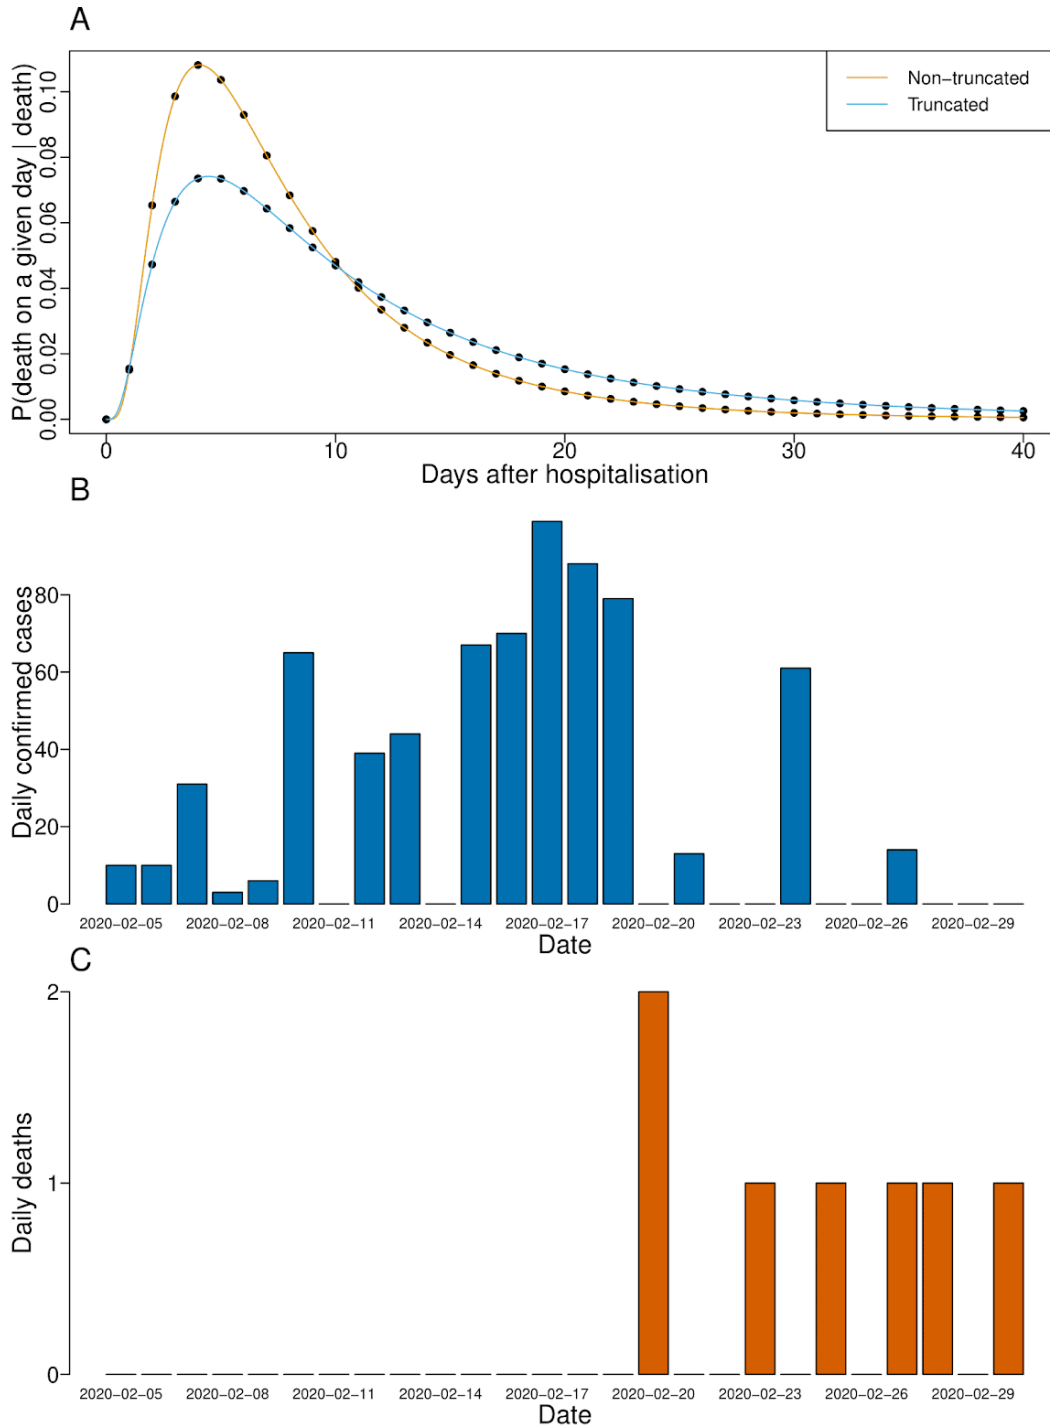 A
P(death on a given day | death)
0.00 0.02 0.04 0.06 0.08 0.10
Non−truncated
Truncated
0 10 20 30 40
Days after hospitalisation
B
Daily confirmed cases
80
60
40
20
0
2020−02−05 2020−02−08 2020−02−11 2020−02−14 2020−02−17 2020−02−20 2020−02−23 2020−02−26 2020−02−29
Date
C
Daily deaths
2
1
0
2020−02−05 2020−02−08 2020−02−11 2020−02−14 2020−02−17 2020−02−20 2020−02−23 2020−02−26 2020−02−29
Date